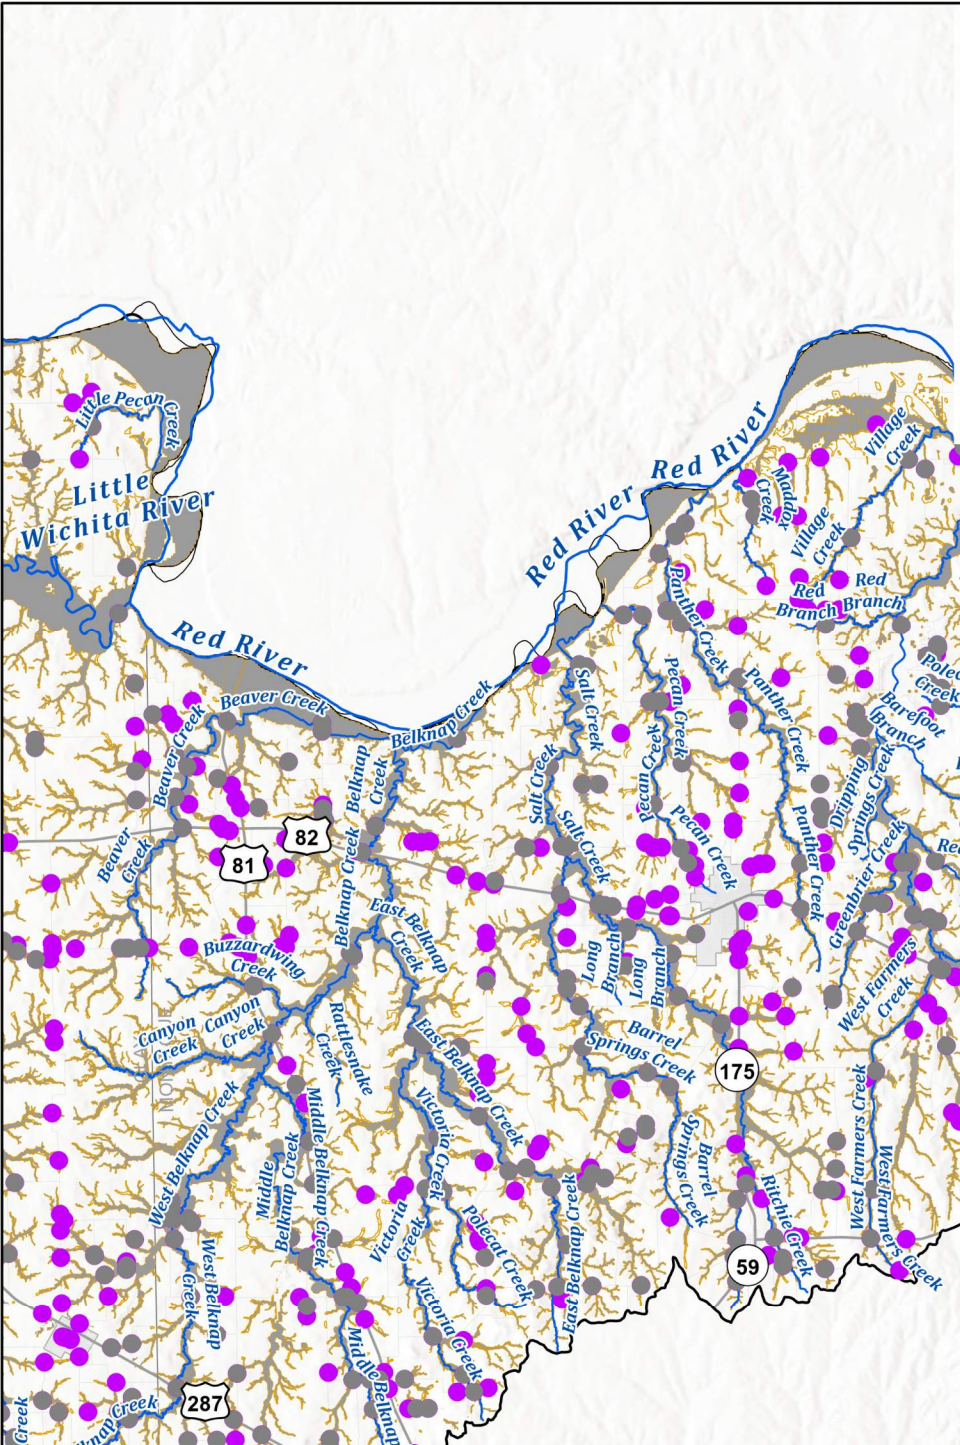 Little Pecan
Creek
Little
Wichita River
Red River
Red River
Red River
Village
Creek
Maddox
Creek
Village
Creek
Red
Branch
Red
Branch
Panther Creek
Pecan Creek
Panther Creek
Salt Creek
Beaver Creek
Belknap Creek
Beaver Creek
Belknap
Creek
Salt Creek
Pecan Creek
Barefoot
Branch
Creek
Dripping
Springs Creek
82
81
Beaver
Creek
Belknap Creek
Salt Creek
Pecan Creek
Panther Creek
Greenbrier Creek
East Belknap
Creek
Buzzardwing
Creek
Long
Branch
Long
Branch
West Farmers
Creek
Canyon
Creek
Canyon
Creek
Rattlesnake
Creek
East Belknap Creek
Barrel
Springs Creek
175
West Belknap Creek
Middle Belknap Creek
Middle
Belknap Creek
Victoria Creek
Barrel
Springs Creek
West Farmers Creek
West Farmers Creek
Victoria
Creek
Polecat Creek
East Belknap Creek
Ritchie Creek
59
West Belknap
Creek
Victoria Creek
Middle Belknap
287
Creek
Creek